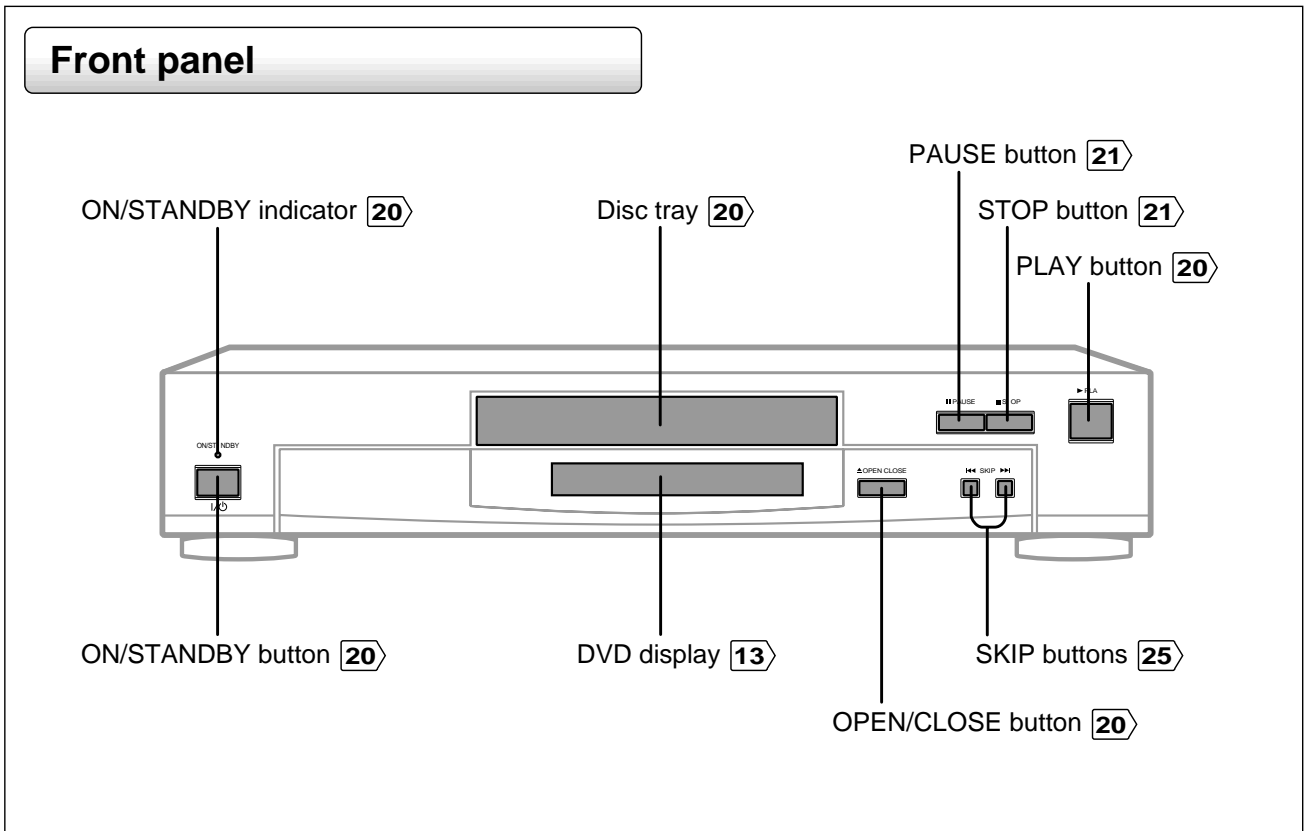 Front panel
PAUSE button 21
ON/STANDBY indicator 20
Disc tray 20
STOP button 21
PLAY button 20
PAUSE
ON/STANDBY
OPEN CLOSE
SKIP
ON/STANDBY button 20
DVD display 13
SKIP buttons 25
OPEN/CLOSE button 20